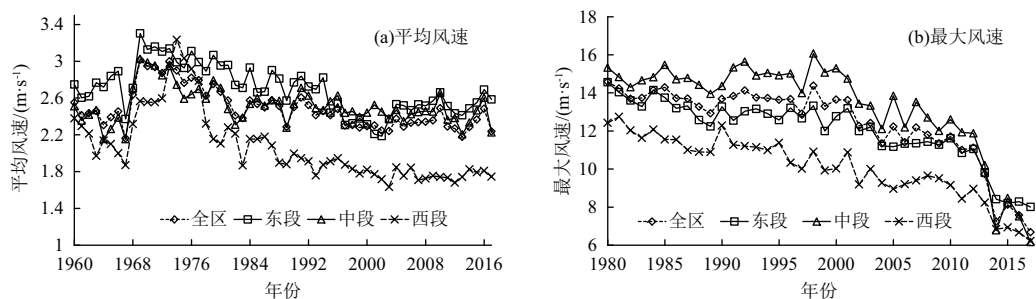 (a)平均风速
平均风速/(m·s⁻¹)
3.4
3
2.6
2.2
1.8
1.4
1
全区 东段 中段 西段
1960 1968 1976 1984 1992 2000 2008 2016
年份
(b)最大风速
最大风速/(m·s⁻¹)
18
16
14
12
10
8
6
全区 东段 中段 西段
1980 1985 1990 1995 2000 2005 2010 2015
年份